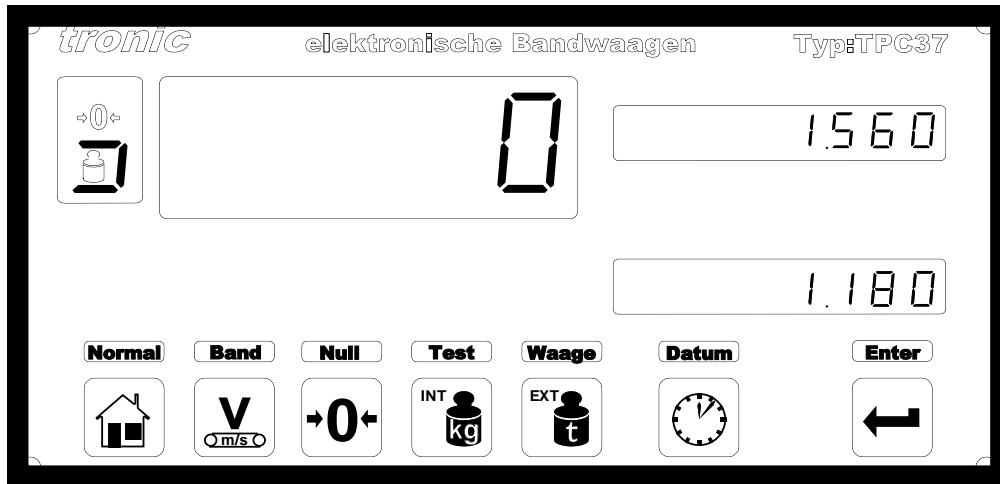 tronic elektronische Bandwaagen Typ:TPC37
→0←
0
1.560
1.180
Normal Band Null Test Waage Datum Enter
V m/s →0← INT kg EXT t